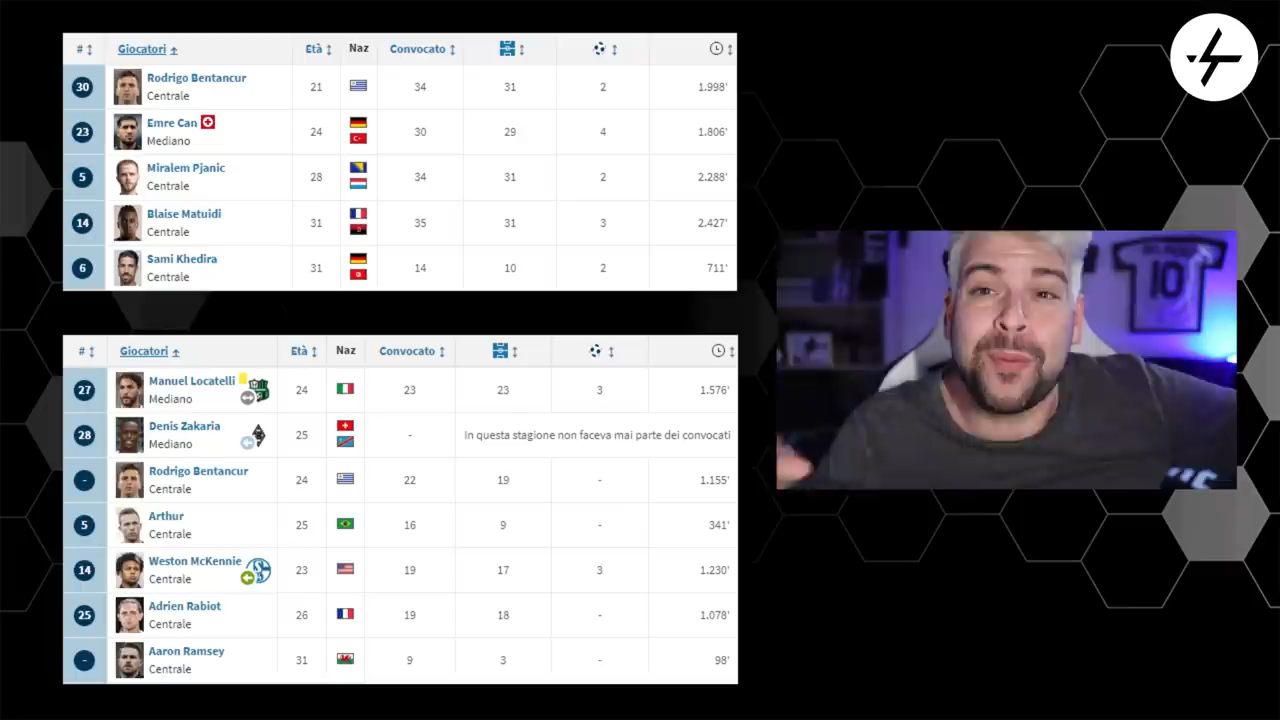 # Giocatori Età Naz Convocato
30 Rodrigo Bentancur 21 34 31 2 1.998'
Centrale
23 Emre Can 24 30 29 4 1.806'
Mediano
5 Miralem Pjanic 28 34 31 2 2.288'
Centrale
14 Blaise Matuidi 31 35 31 3 2.427'
Centrale
6 Sami Khedira 31 14 10 2 711'
Centrale
# Giocatori Età Naz Convocato
27 Manuel Locatelli 24 23 23 3 1.576'
Mediano
28 Denis Zakaria 25 - In questa stagione non faceva mai parte dei convocati
Mediano
- Rodrigo Bentancur 24 22 19 - 1.155'
Centrale
5 Arthur 25 16 9 - 341'
Centrale
14 Weston McKennie 23 19 17 3 1.230'
Centrale
25 Adrien Rabiot 26 19 18 - 1.078'
Centrale
- Aaron Ramsey 31 9 3 - 98'
Centrale
10